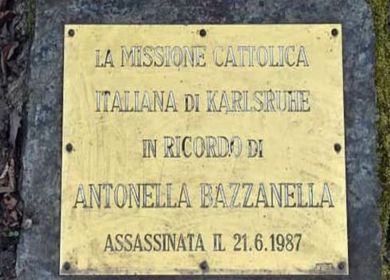 LA MISSIONE CATTOLICA
ITALIANA DI KARLSRUHE
IN RICORDO DI
ANTONELLA BAZZANELLA
ASSASSINATA IL 21.6.1987